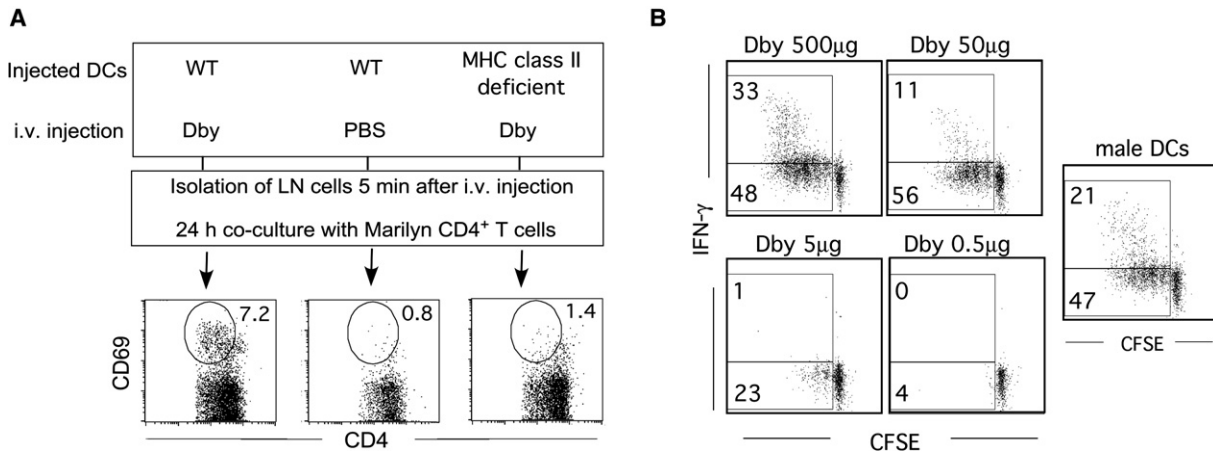 A
Injected DCs WT WT MHC class II
deficient
i.v. injection Dby PBS Dby
Isolation of LN cells 5 min after i.v. injection
24 h co-culture with Marilyn CD4⁺ T cells
7.2 0.8 1.4
CD69
CD4
B
Dby 500µg Dby 50µg
33 11
48 56
male DCs
21
47
CFSE
IFN-γ
Dby 5µg Dby 0.5µg
1 0
23 4
CFSE